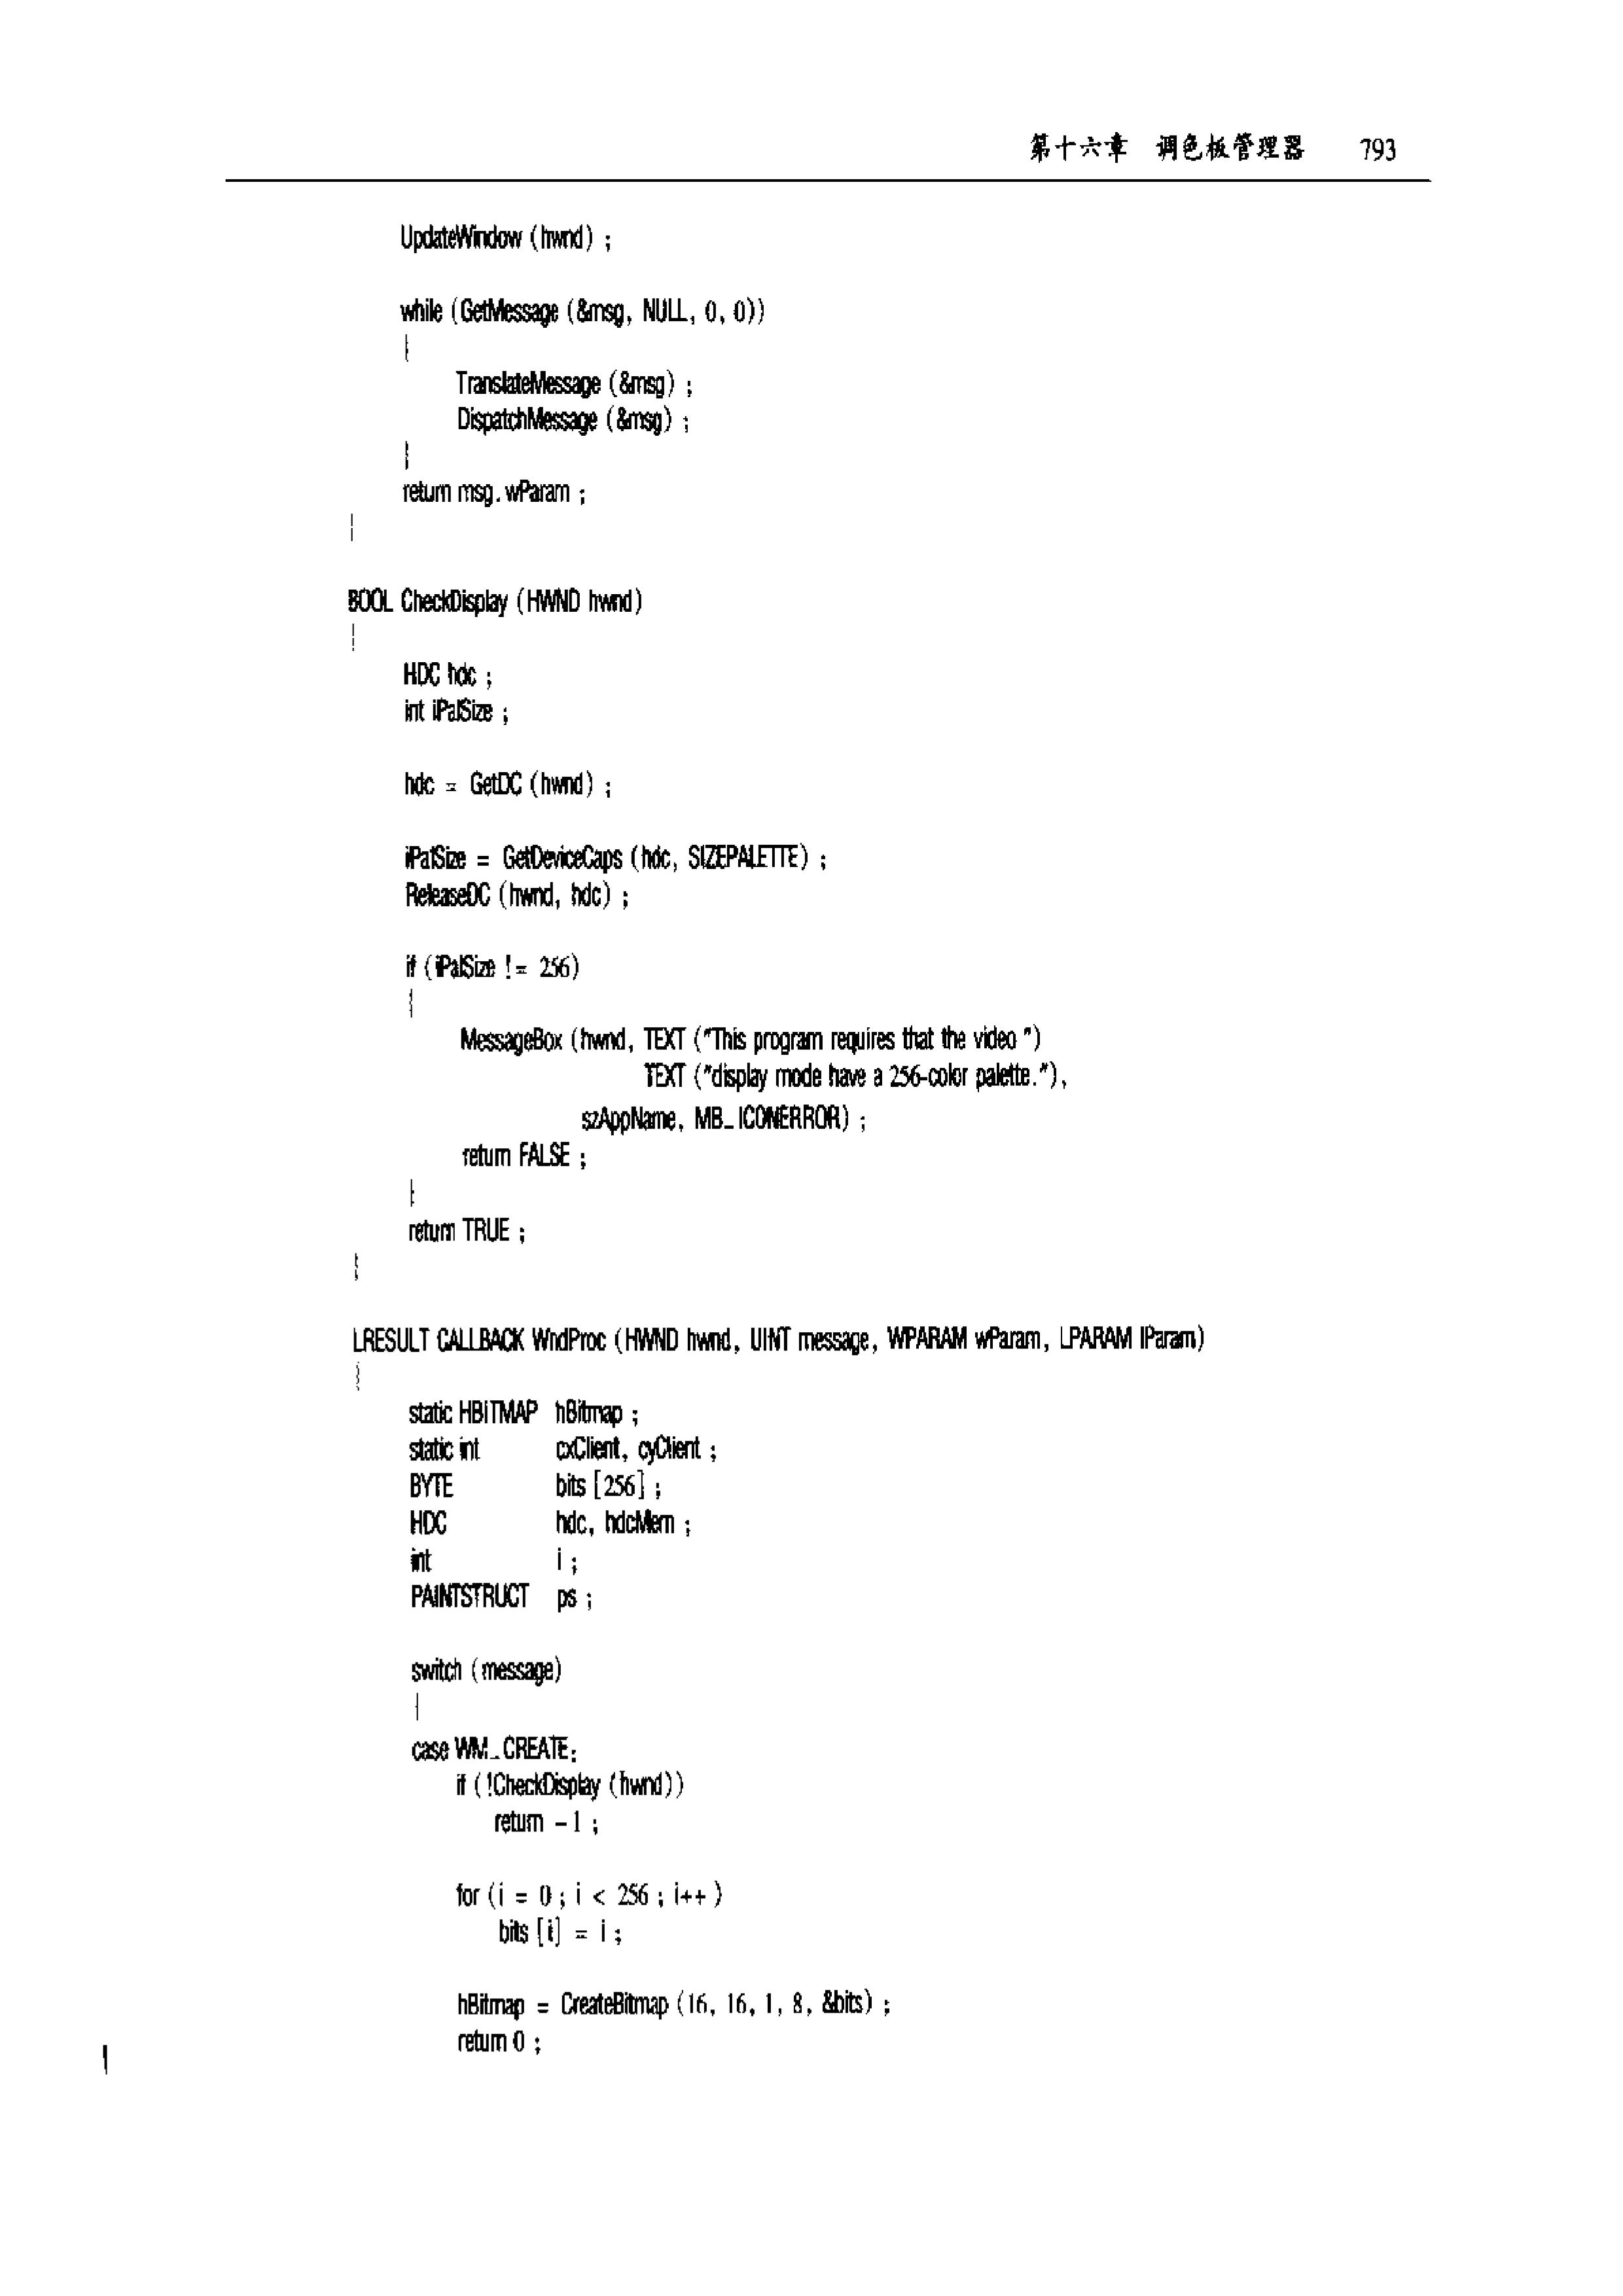 第十六章 调色板管理器 793
UpdateWindow (hwnd) ;
while (GetMessage (&msg, NULL, 0, 0))
{
TranslateMessage (&msg) ;
DispatchMessage (&msg) ;
}
return msg.wParam ;
}
BOOL CheckDisplay (HWND hwnd)
{
HDC hdc ;
int iPalSize ;
hdc = GetDC (hwnd) ;
iPalSize = GetDeviceCaps (hdc, SIZEPALETTE) ;
ReleaseDC (hwnd, hdc) ;
if (iPalSize != 256)
{
MessageBox (hwnd, TEXT ("This program requires that the video ")
TEXT ("display mode have a 256-color palette."),
szAppName, MB_ICONERROR) ;
return FALSE ;
}
return TRUE ;
}
LRESULT CALLBACK WndProc (HWND hwnd, UINT message, WPARAM wParam, LPARAM lParam)
{
static HBITMAP hBitmap ;
static int cxClient, cyClient ;
BYTE bits [256] ;
HDC hdc, hdcMem ;
int i ;
PAINTSTRUCT ps ;
switch (message)
{
case WM_CREATE:
if (!CheckDisplay (hwnd))
return -1 ;
for (i = 0 ; i < 256 ; i++ )
bits [i] = i ;
hBitmap = CreateBitmap (16, 16, 1, 8, &bits) ;
return 0 ;